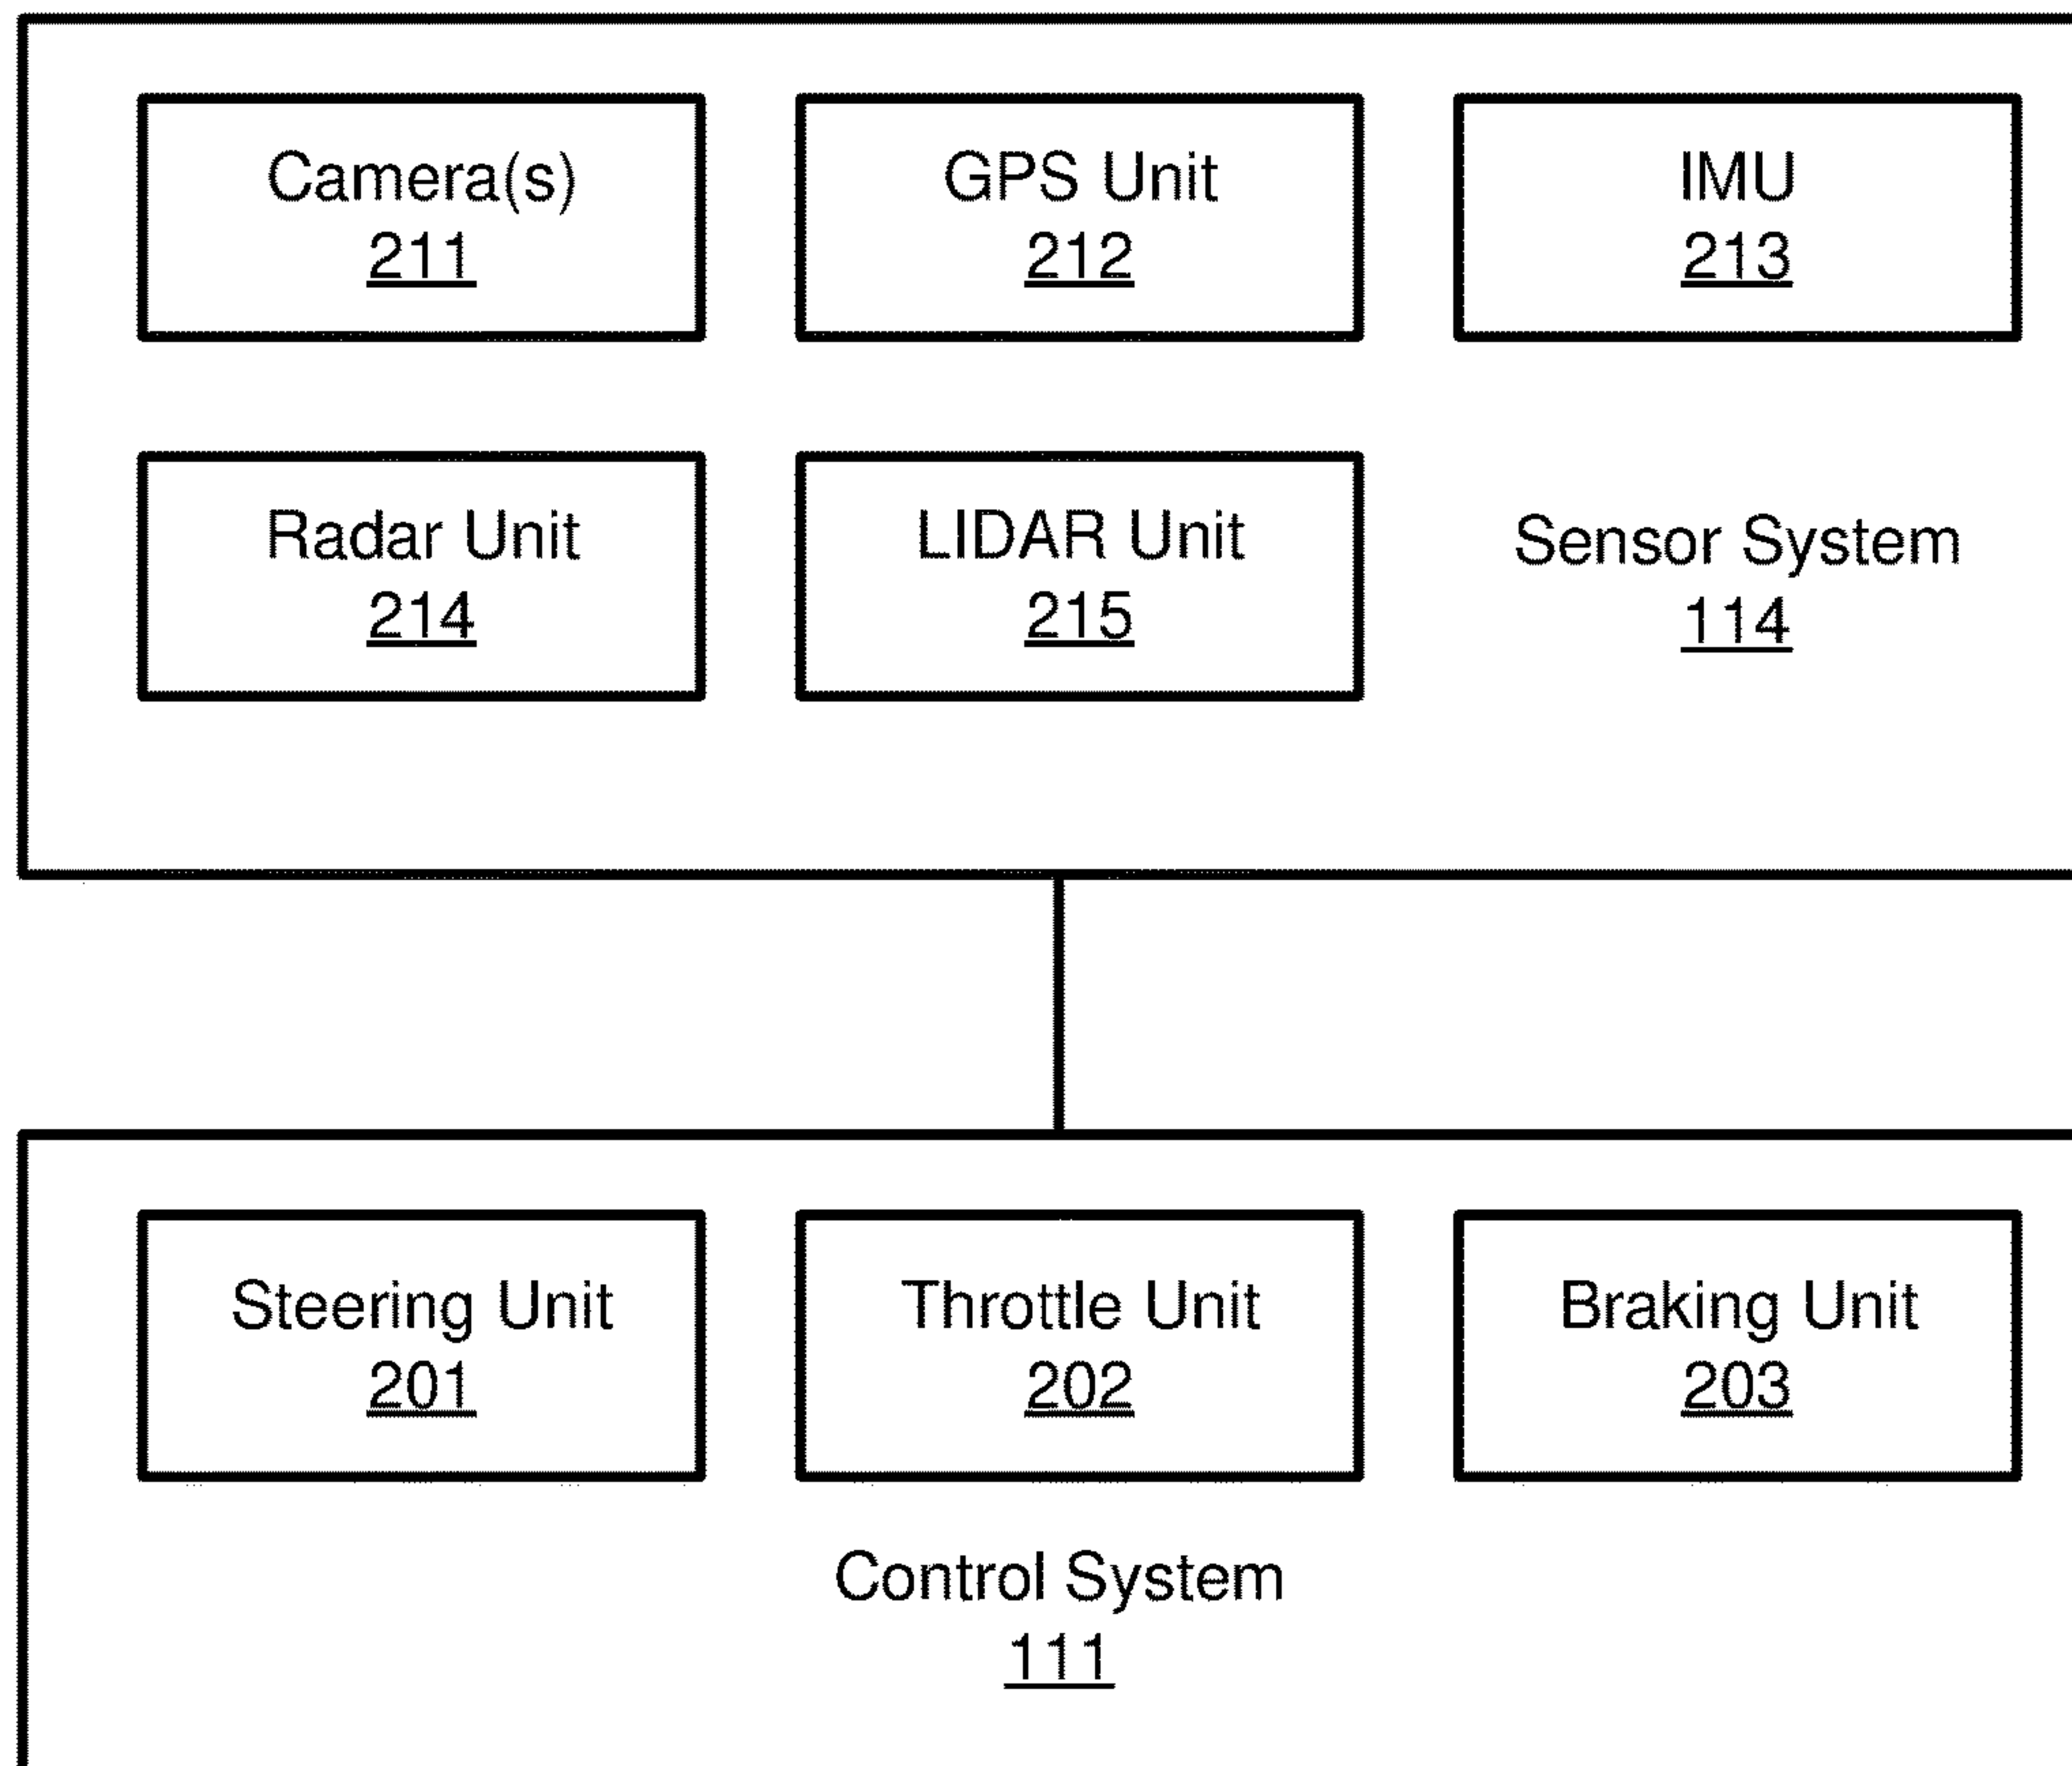 Camera(s)
211
GPS Unit
212
IMU
213
Radar Unit
214
LIDAR Unit
215
Sensor System
114
Steering Unit
201
Throttle Unit
202
Braking Unit
203
Control System
111